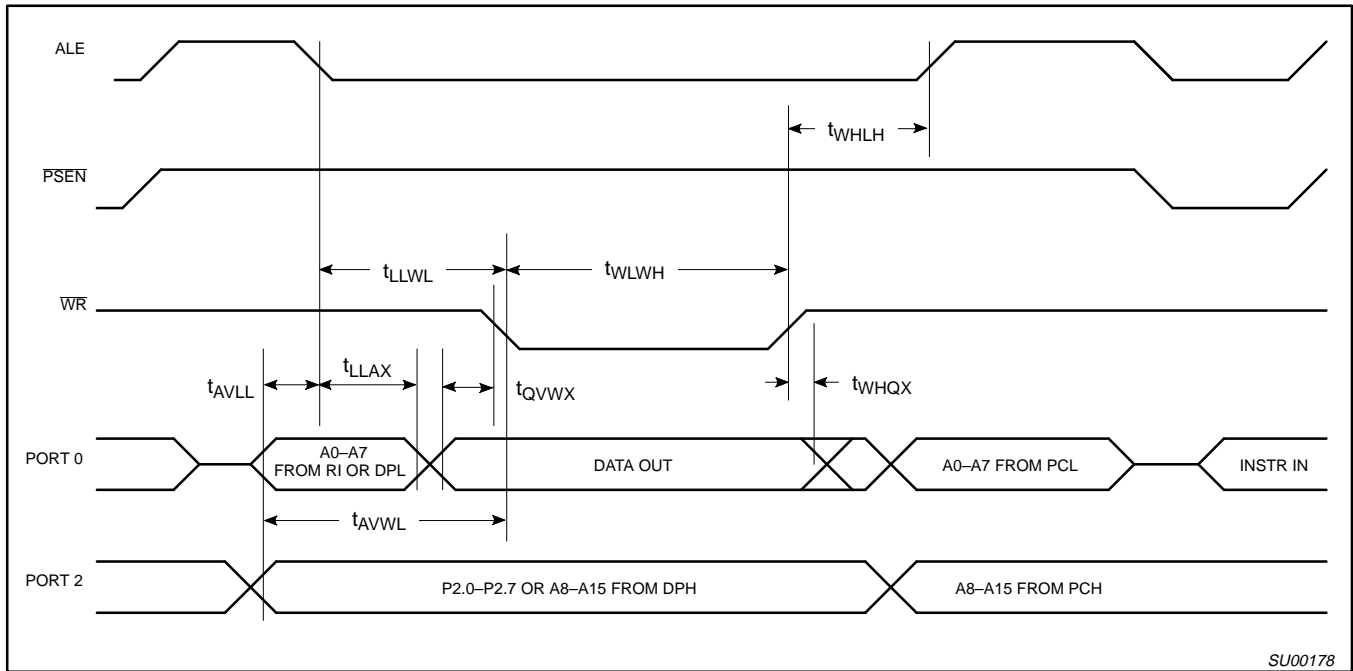 ALE
tWHLH
PSEN
tLLWL
tWLWH
WR
tAVLL
tLLAX
tQVWX
tWHQX
PORT 0
A0–A7
FROM RI OR DPL
DATA OUT
A0–A7 FROM PCL
INSTR IN
tAVWL
PORT 2
P2.0–P2.7 OR A8–A15 FROM DPH
A8–A15 FROM PCH
SU00178